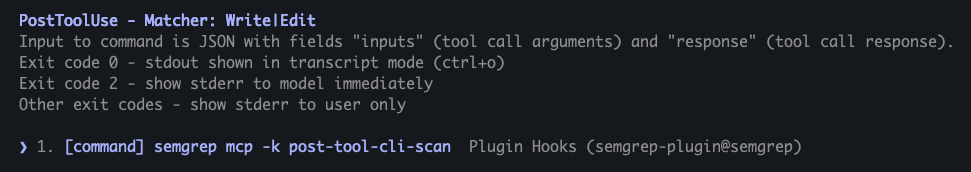 PostToolUse - Matcher: Write|Edit
Input to command is JSON with fields "inputs" (tool call arguments) and "response" (tool call response).
Exit code 0 - stdout shown in transcript mode (ctrl+o)
Exit code 2 - show stderr to model immediately
Other exit codes - show stderr to user only
❯ 1. [command] semgrep mcp -k post-tool-cli-scan  Plugin Hooks (semgrep-plugin@semgrep)